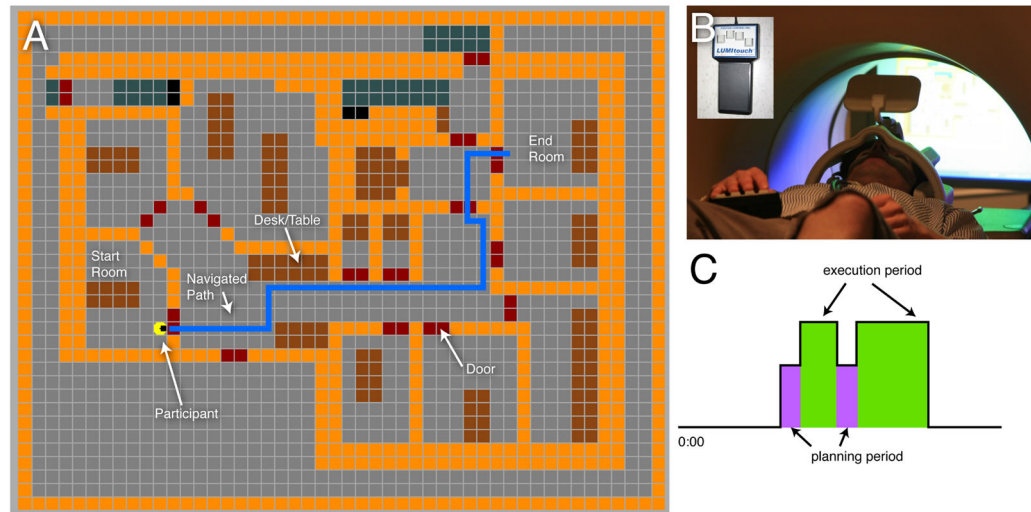 A
End
Room
Desk/Table
Start
Room
Navigated
Path
Door
Participant
B
LUMItouch
C
execution period
0:00
planning period